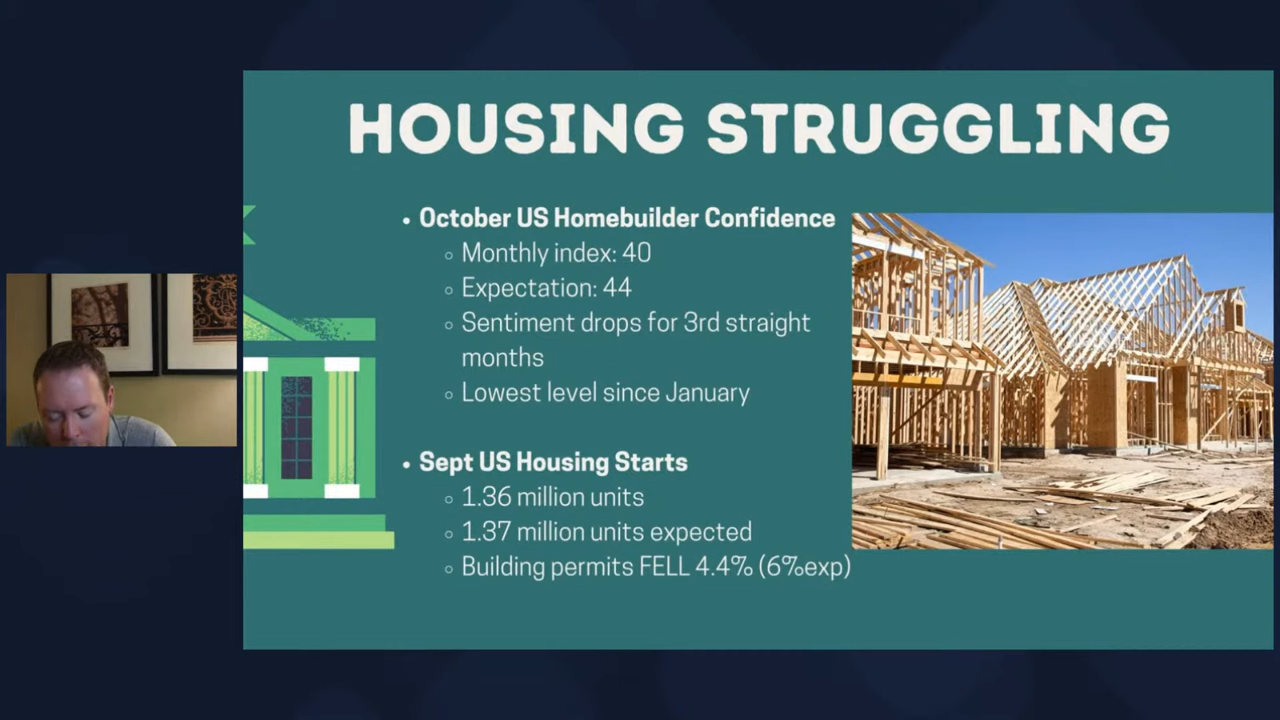 HOUSING STRUGGLING
• October US Homebuilder Confidence
◦ Monthly index: 40
◦ Expectation: 44
◦ Sentiment drops for 3rd straight
months
◦ Lowest level since January
• Sept US Housing Starts
◦ 1.36 million units
◦ 1.37 million units expected
◦ Building permits FELL 4.4% (6%exp)